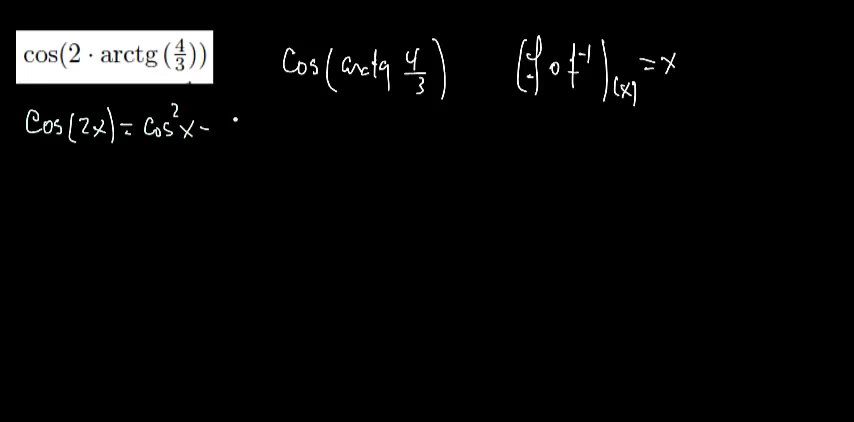 cos(2 · arctg(4/3))
Cos(arctg 4/3)
(f o f⁻¹)(x) = x
Cos(2x) = Cos²x -